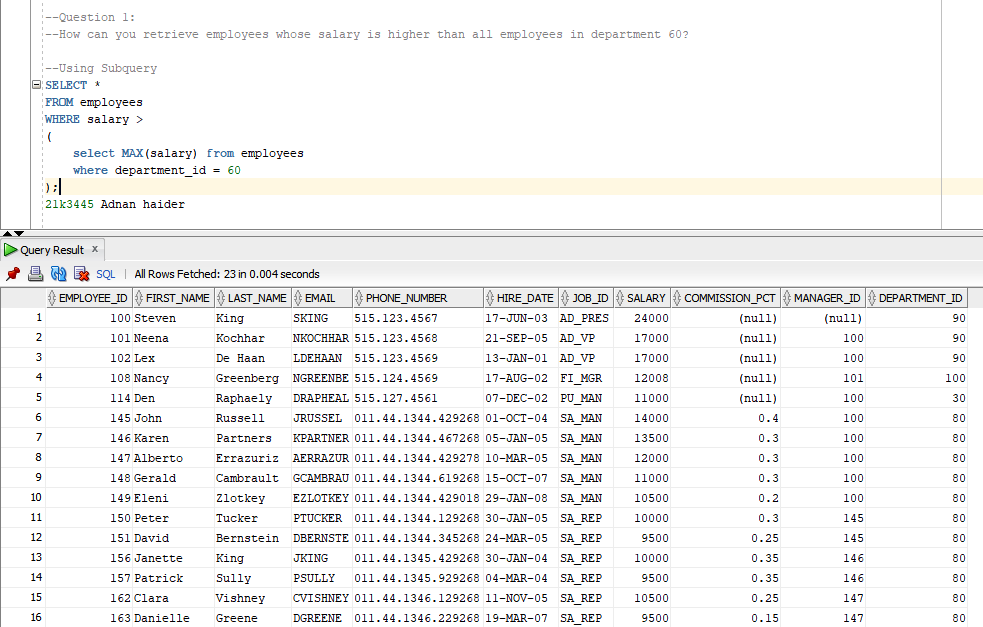 --Question 1:
--How can you retrieve employees whose salary is higher than all employees in department 60?
--Using Subquery
SELECT *
FROM employees
WHERE salary >
(
select MAX(salary) from employees
where department_id = 60
);
21k3445 Adnan haider
Query Result x
SQL | All Rows Fetched: 23 in 0.004 seconds
EMPLOYEE_ID FIRST_NAME LAST_NAME EMAIL PHONE_NUMBER HIRE_DATE JOB_ID SALARY COMMISSION_PCT MANAGER_ID DEPARTMENT_ID
1 100 Steven King SKING 515.123.4567 17-JUN-03 AD_PRES 24000 (null) (null) 90
2 101 Neena Kochhar NKOCHHAR 515.123.4568 21-SEP-05 AD_VP 17000 (null) 100 90
3 102 Lex De Haan LDEHAAN 515.123.4569 13-JAN-01 AD_VP 17000 (null) 100 90
4 108 Nancy Greenberg NGREENBE 515.124.4569 17-AUG-02 FI_MGR 12008 (null) 101 100
5 114 Den Raphaely DRAPHEAL 515.127.4561 07-DEC-02 PU_MAN 11000 (null) 100 30
6 145 John Russell JRUSSEL 011.44.1344.429268 01-OCT-04 SA_MAN 14000 0.4 100 80
7 146 Karen Partners KPARTNER 011.44.1344.467268 05-JAN-05 SA_MAN 13500 0.3 100 80
8 147 Alberto Errazuriz AERRAZUR 011.44.1344.429278 10-MAR-05 SA_MAN 12000 0.3 100 80
9 148 Gerald Cambrault GCAMBRAU 011.44.1344.619268 15-OCT-07 SA_MAN 11000 0.3 100 80
10 149 Eleni Zlotkey EZLOTKEY 011.44.1344.429018 29-JAN-08 SA_MAN 10500 0.2 100 80
11 150 Peter Tucker PTUCKER 011.44.1344.129268 30-JAN-05 SA_REP 10000 0.3 145 80
12 151 David Bernstein DBERNSTE 011.44.1344.345268 24-MAR-05 SA_REP 9500 0.25 145 80
13 156 Janette King JKING 011.44.1345.429268 30-JAN-04 SA_REP 10000 0.35 146 80
14 157 Patrick Sully PSULLY 011.44.1345.929268 04-MAR-04 SA_REP 9500 0.35 146 80
15 162 Clara Vishney CVISHNEY 011.44.1346.129268 11-NOV-05 SA_REP 10500 0.25 147 80
16 163 Danielle Greene DGREENE 011.44.1346.229268 19-MAR-07 SA_REP 9500 0.15 147 80